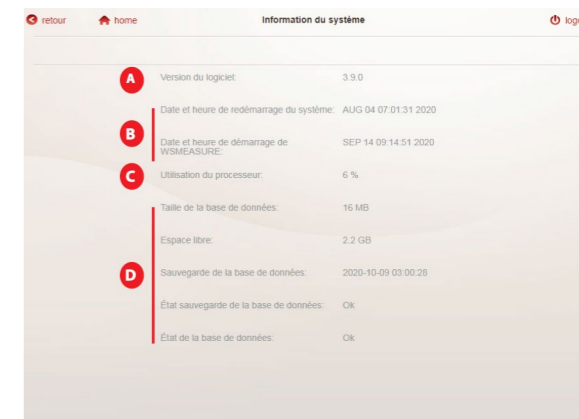 retour home Information du système logo
A Version du logiciel: 3.9.0
Date et heure de redémarrage du système: AUG 04 07:01:31 2020
B Date et heure de démarrage de WSMEASURE: SEP 14 09:14:51 2020
C Utilisation du processeur: 6 %
Taille de la base de données: 16 MB
Espace libre: 2.2 GB
D Sauvegarde de la base de données: 2020-10-09 03:00:28
État sauvegarde de la base de données: Ok
État de la base de données: Ok